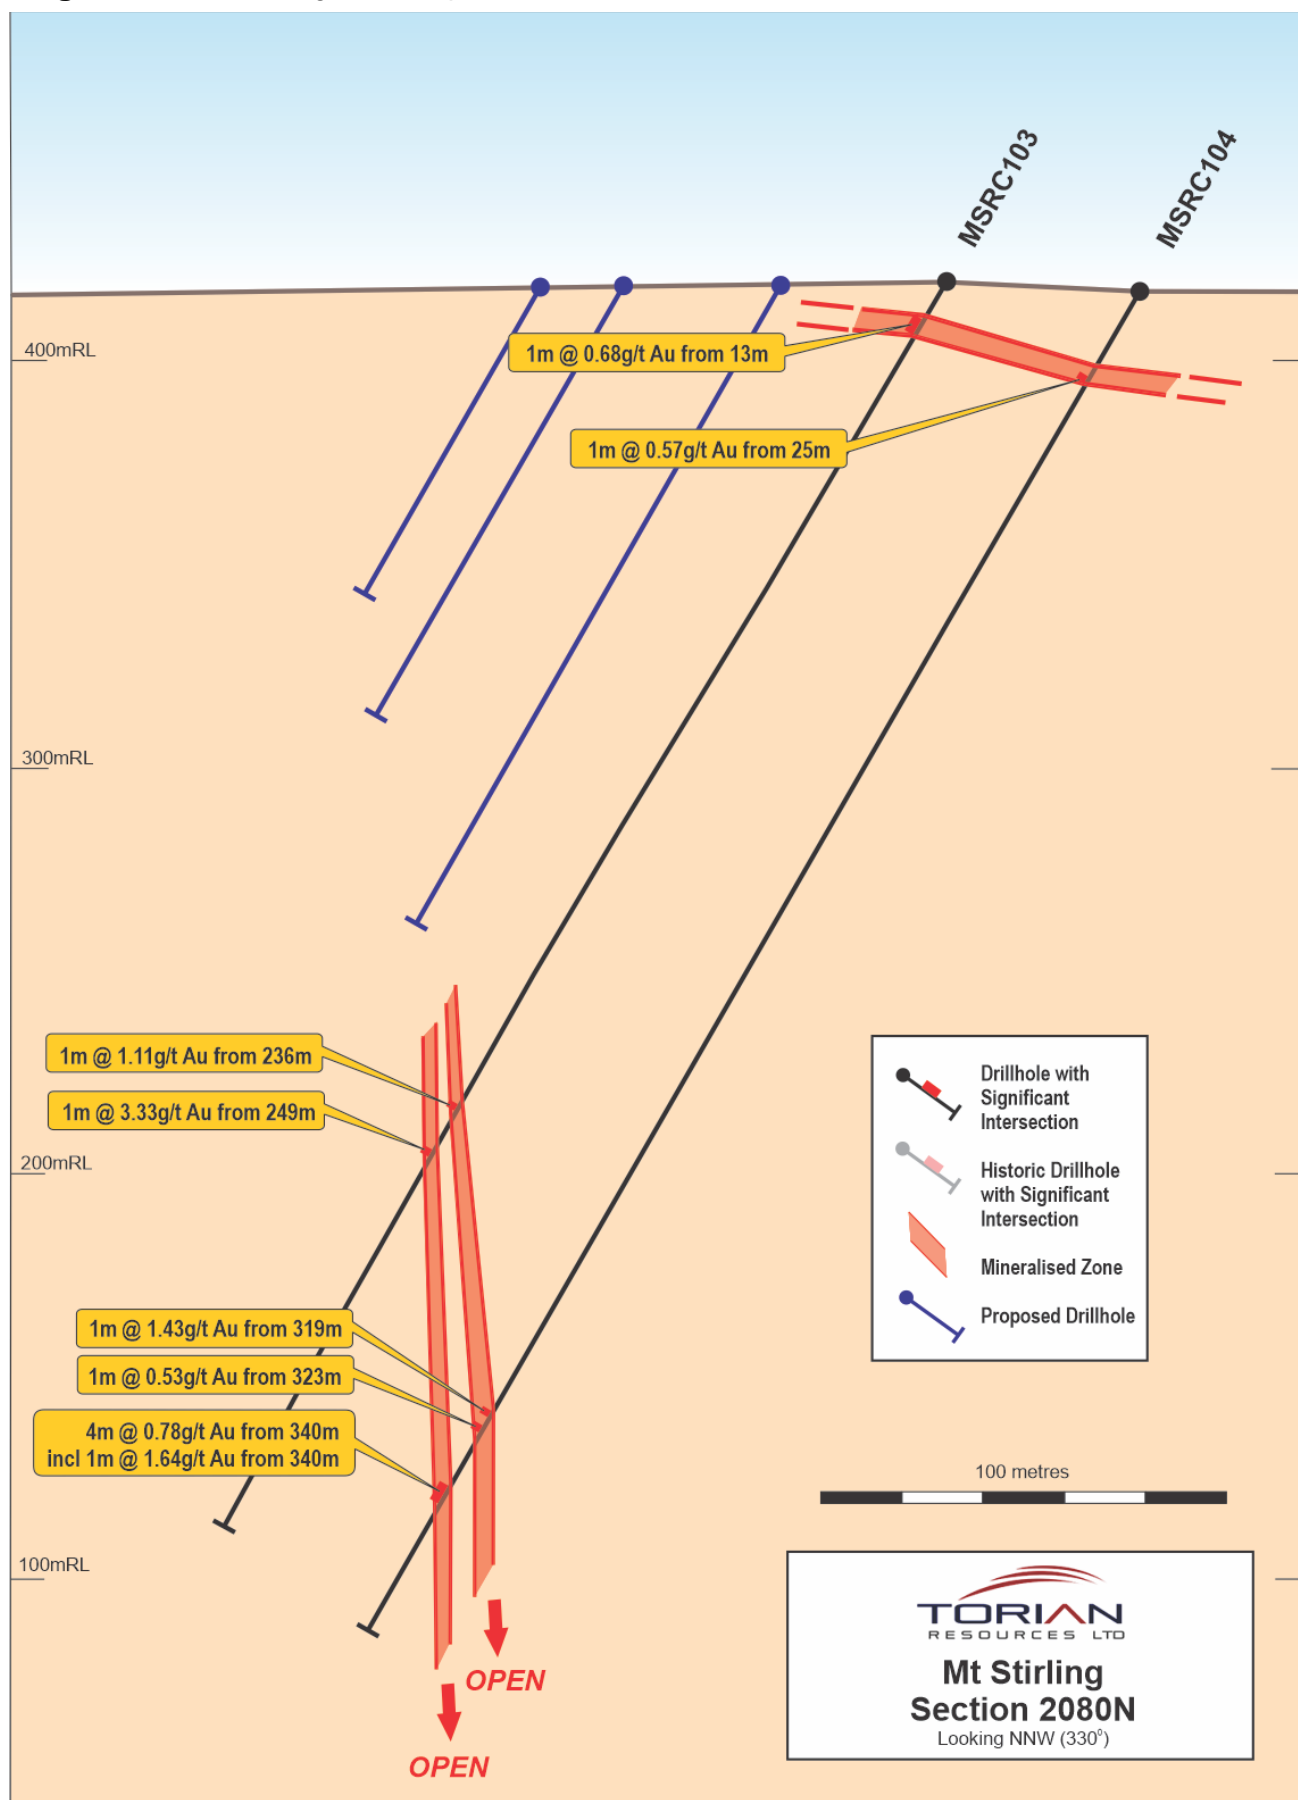 MSRC103
MSRC104
400mRL
1m @ 0.68g/t Au from 13m
1m @ 0.57g/t Au from 25m
300mRL
1m @ 1.11g/t Au from 236m
1m @ 3.33g/t Au from 249m
200mRL
1m @ 1.43g/t Au from 319m
1m @ 0.53g/t Au from 323m
4m @ 0.78g/t Au from 340m
incl 1m @ 1.64g/t Au from 340m
100mRL
OPEN
OPEN
Drillhole with
Significant
Intersection
Historic Drillhole
with Significant
Intersection
Mineralised Zone
Proposed Drillhole
100 metres
TORIAN
RESOURCES LTD
Mt Stirling
Section 2080N
Looking NNW (330⁰)